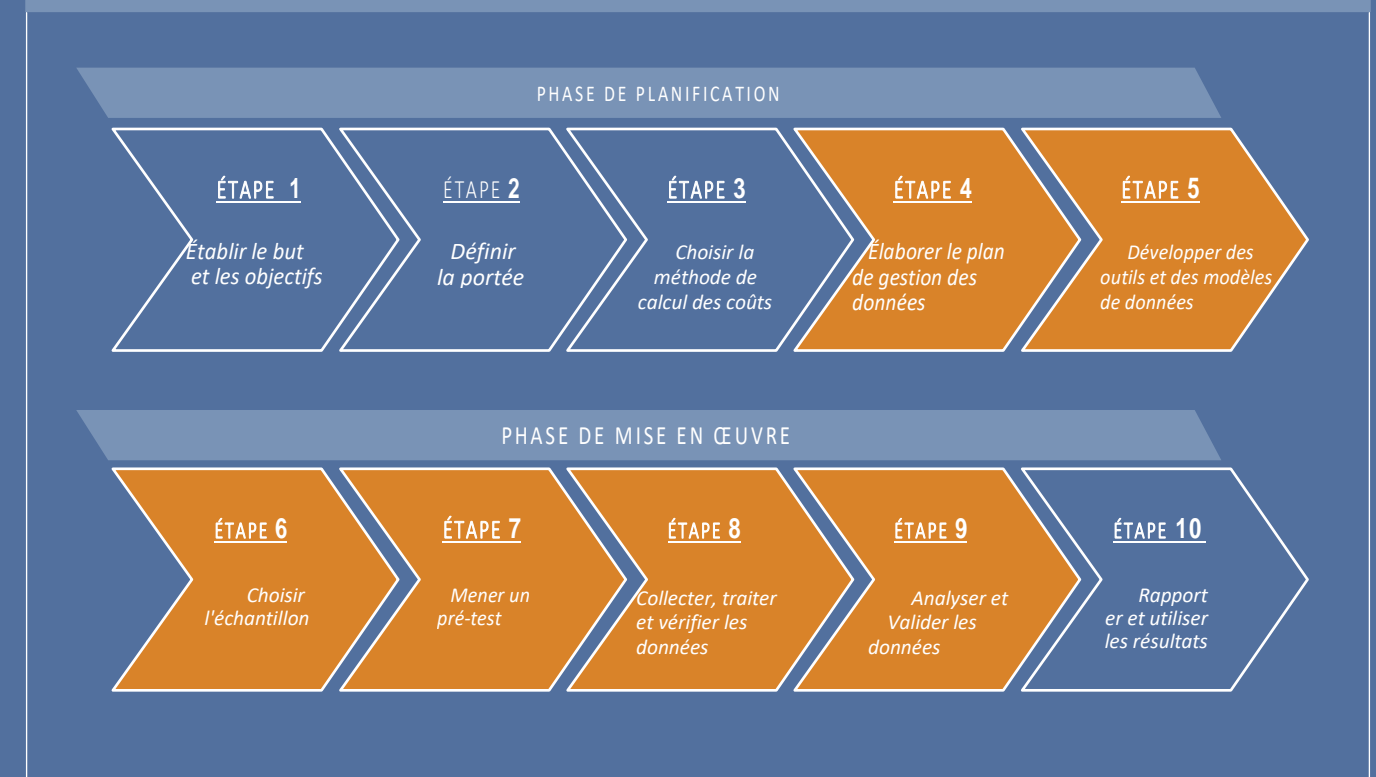 PHASE DE PLANIFICATION
ÉTAPE 1
Établir le but
et les objectifs
ÉTAPE 2
Définir
la portée
ÉTAPE 3
Choisir la
méthode de
calcul des coûts
ÉTAPE 4
Élaborer le plan
de gestion des
données
ÉTAPE 5
Développer des
outils et des modèles
de données
PHASE DE MISE EN ŒUVRE
ÉTAPE 6
Choisir
l'échantillon
ÉTAPE 7
Mener un
pré-test
ÉTAPE 8
Collecter, traiter
et vérifier les
données
ÉTAPE 9
Analyser et
Valider les
données
ÉTAPE 10
Rapport
er et utiliser
les résultats